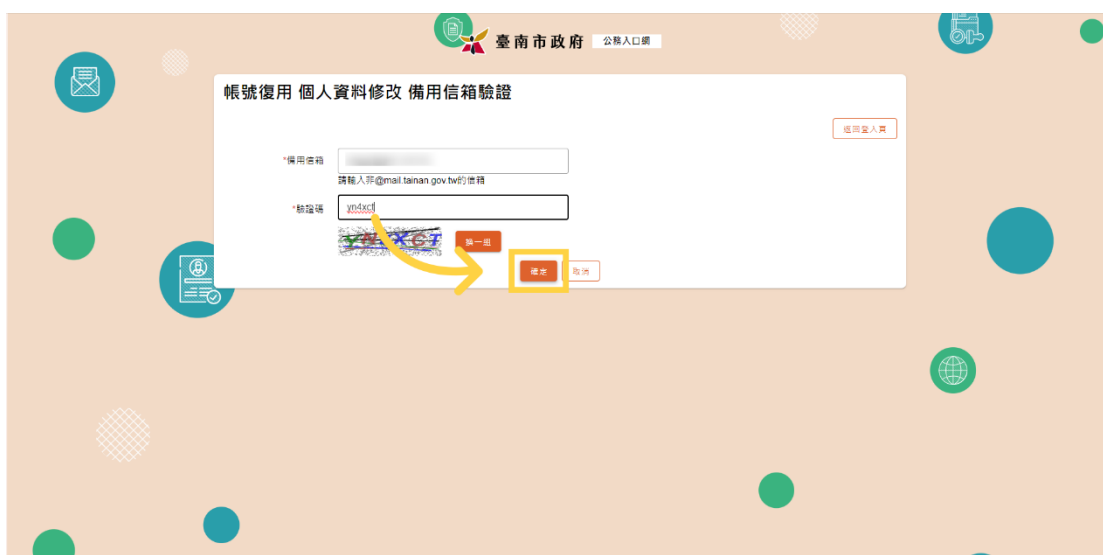 臺南市政府 公務入口網
帳號復用 個人資料修改 備用信箱驗證
返回登入頁
*備用信箱
請輸入非@mail.tainan.gov.tw的信箱
*驗證碼 yn4xct
YN4XCT 換一組
確定 取消